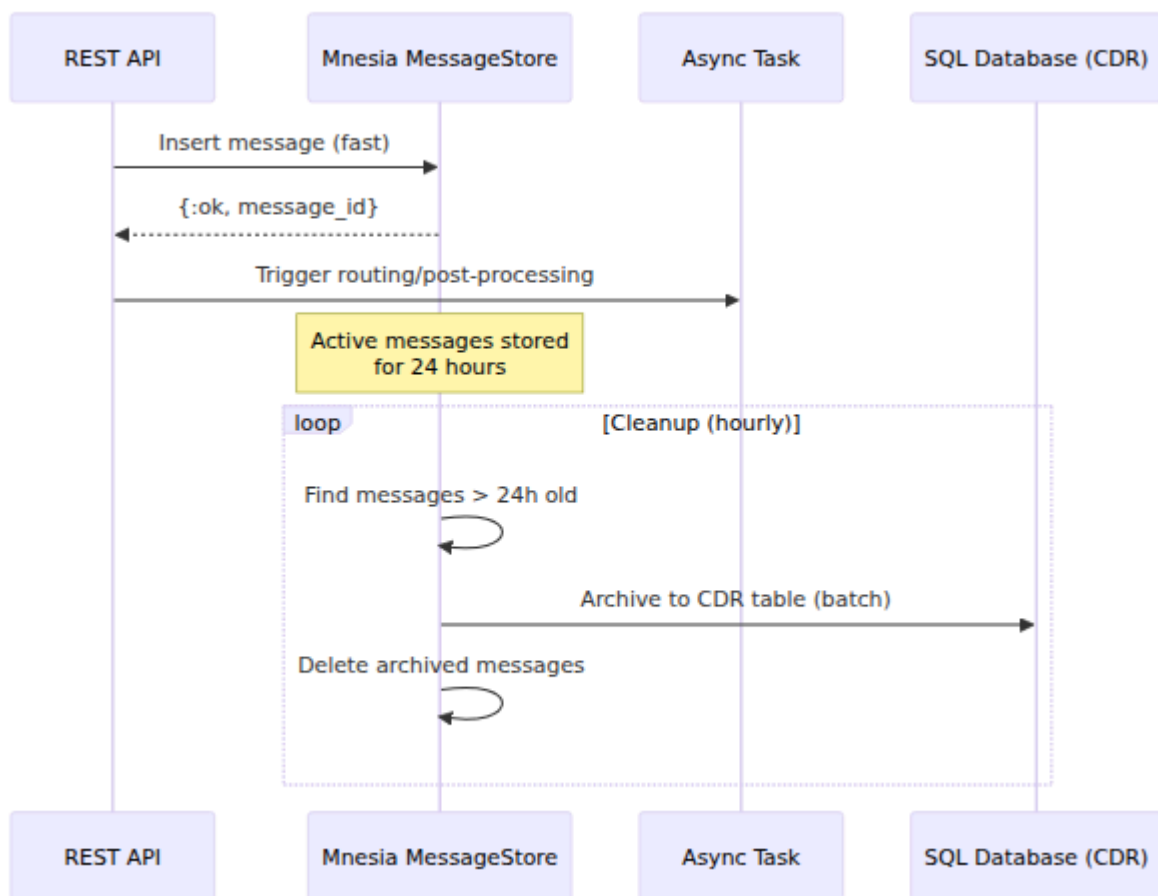 REST API
Mnesia MessageStore
Async Task
SQL Database (CDR)
Insert message (fast)
{:ok, message_id}
Trigger routing/post-processing
Active messages stored
for 24 hours
loop
[Cleanup (hourly)]
Find messages > 24h old
Archive to CDR table (batch)
Delete archived messages
REST API
Mnesia MessageStore
Async Task
SQL Database (CDR)